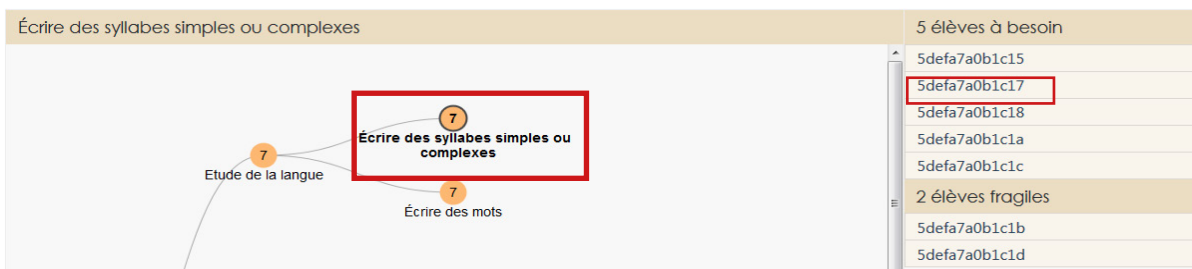 Écrire des syllabes simples ou complexes
7
Écrire des syllabes simples ou
complexes
7
Etude de la langue
7
Écrire des mots
5 élèves à besoin
5defa7a0b1c15
5defa7a0b1c17
5defa7a0b1c18
5defa7a0b1c1a
5defa7a0b1c1c
2 élèves fragiles
5defa7a0b1c1b
5defa7a0b1c1d